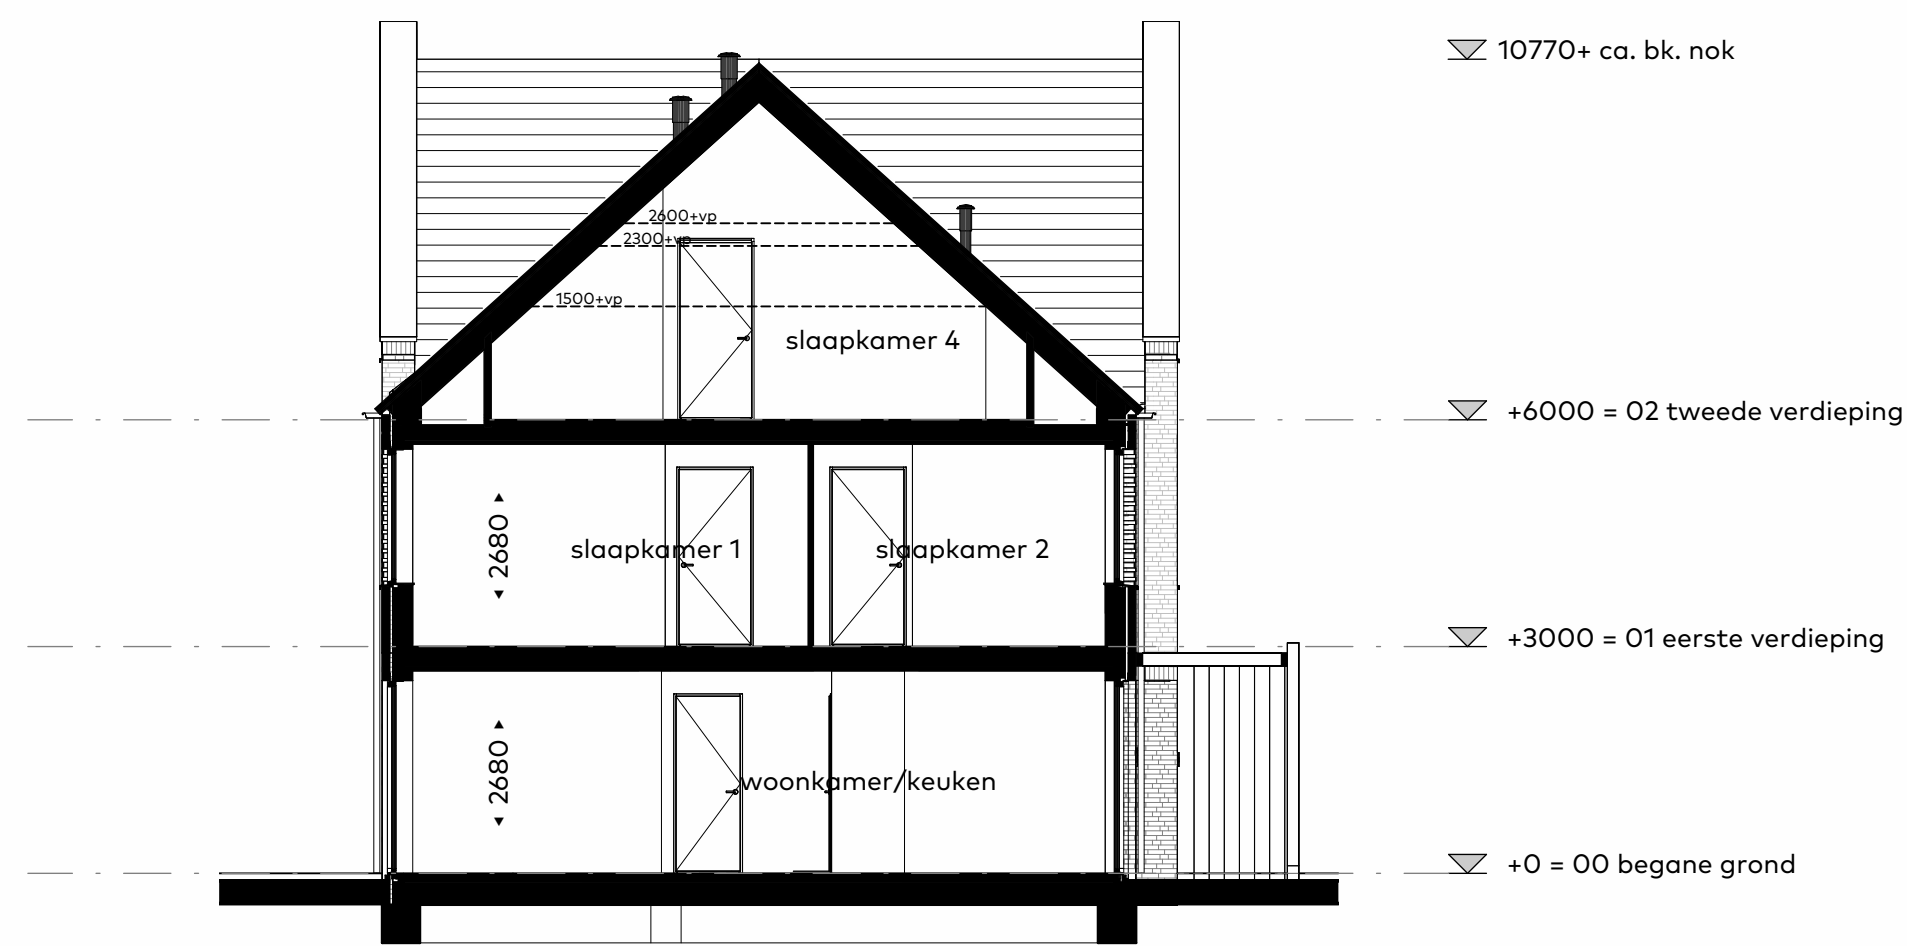 10770+ ca. bk. nok
2600+vp
2300+vp
1500+vp
slaapkamer 4
+6000 = 02 tweede verdieping
2680
slaapkamer 1
slaapkamer 2
+3000 = 01 eerste verdieping
2680
woonkamer/keuken
+0 = 00 begane grond